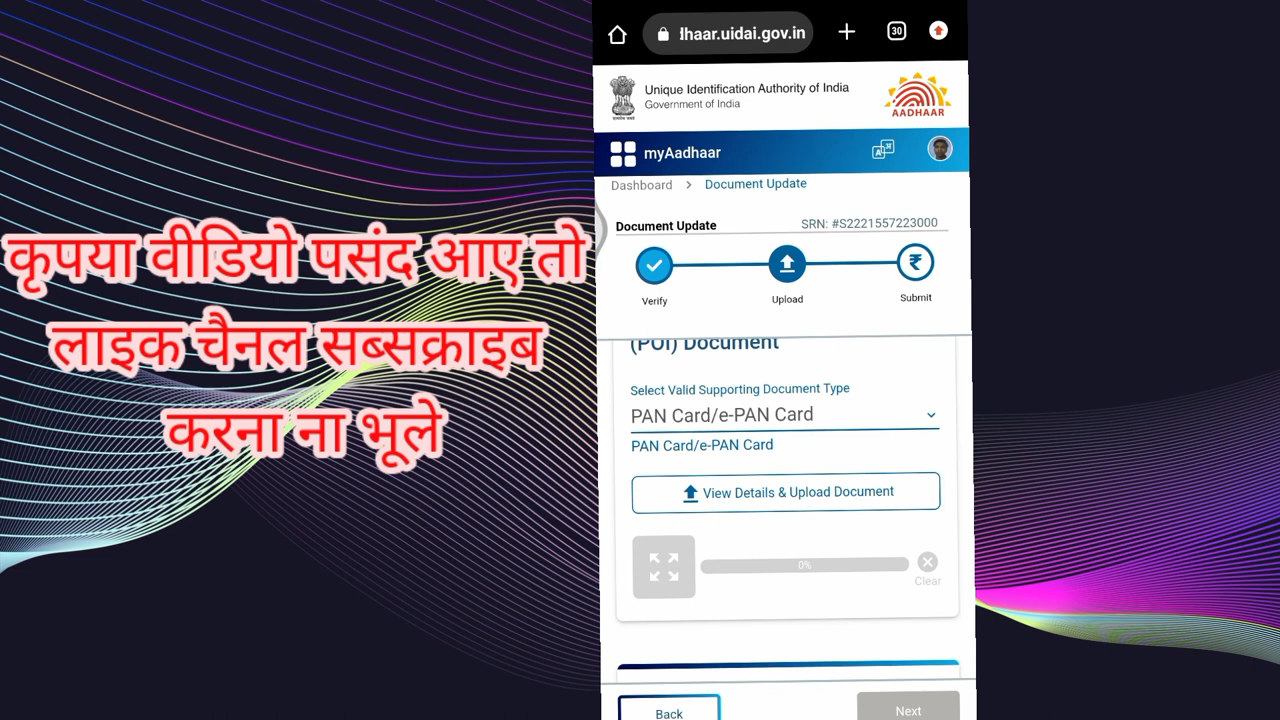 कृपया वीडियो पसंद आए तो
लाइक चैनल सब्सक्राइब
करना ना भूले
dhaar.uidai.gov.in
30
Unique Identification Authority of India
Government of India
AADHAAR
myAadhaar
Dashboard > Document Update
Document Update SRN: #S2221557223000
Verify Upload Submit
(POI) Document
Select Valid Supporting Document Type
PAN Card/e-PAN Card
PAN Card/e-PAN Card
View Details & Upload Document
0%
Clear
Back Next